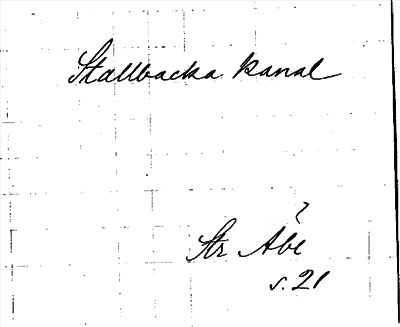 Stallbacka kanal
?
Str Åbe
s. 21